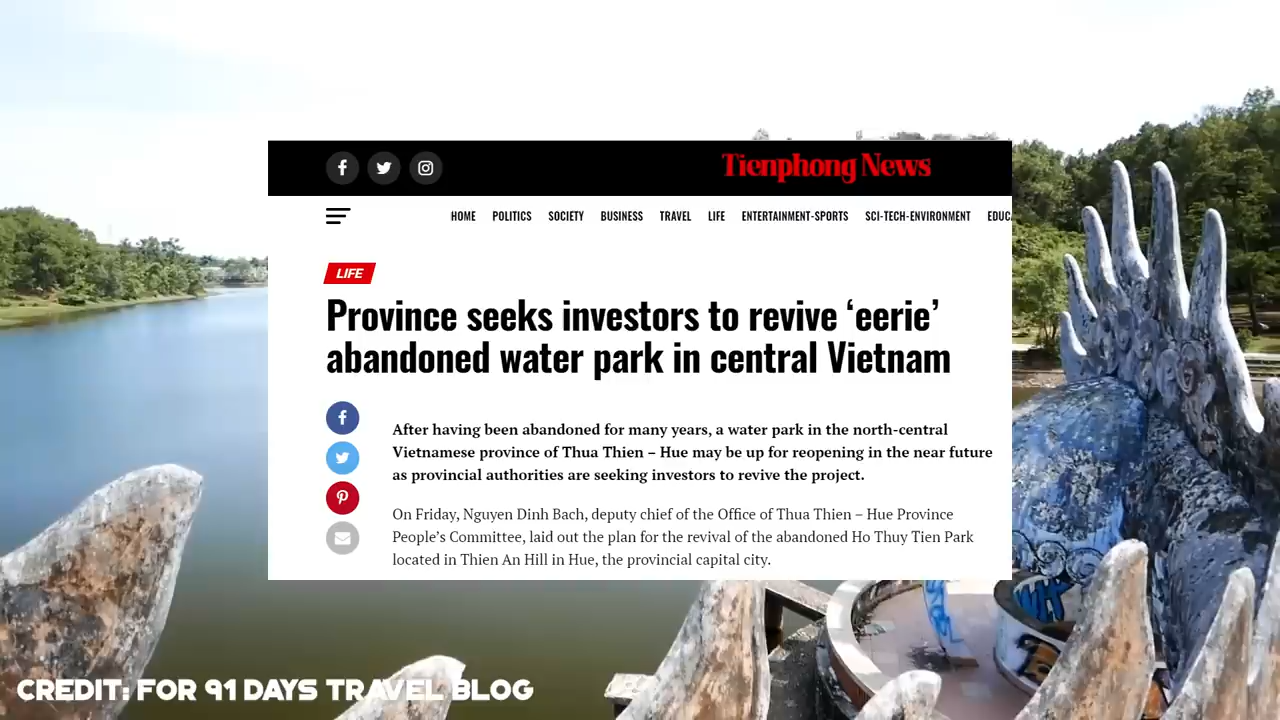 Tienphong News
HOME POLITICS SOCIETY BUSINESS TRAVEL LIFE ENTERTAINMENT-SPORTS SCI-TECH-ENVIRONMENT
LIFE
Province seeks investors to revive ‘eerie’
abandoned water park in central Vietnam
After having been abandoned for many years, a water park in the north-central
Vietnamese province of Thua Thien – Hue may be up for reopening in the near future
as provincial authorities are seeking investors to revive the project.
On Friday, Nguyen Dinh Bach, deputy chief of the Office of Thua Thien – Hue Province
People’s Committee, laid out the plan for the revival of the abandoned Ho Thuy Tien Park
located in Thien An Hill in Hue, the provincial capital city.
CREDIT: FOR 91 DAYS TRAVEL BLOG